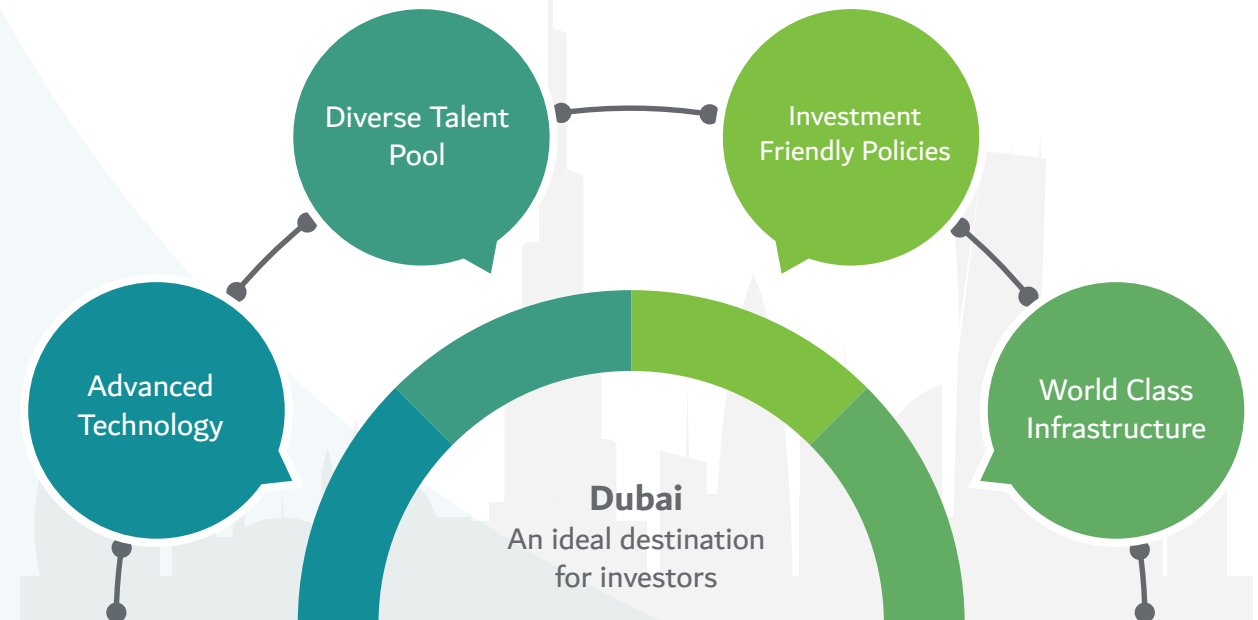 Diverse Talent
Pool
Investment
Friendly Policies
Advanced
Technology
World Class
Infrastructure
Dubai
An ideal destination
for investors